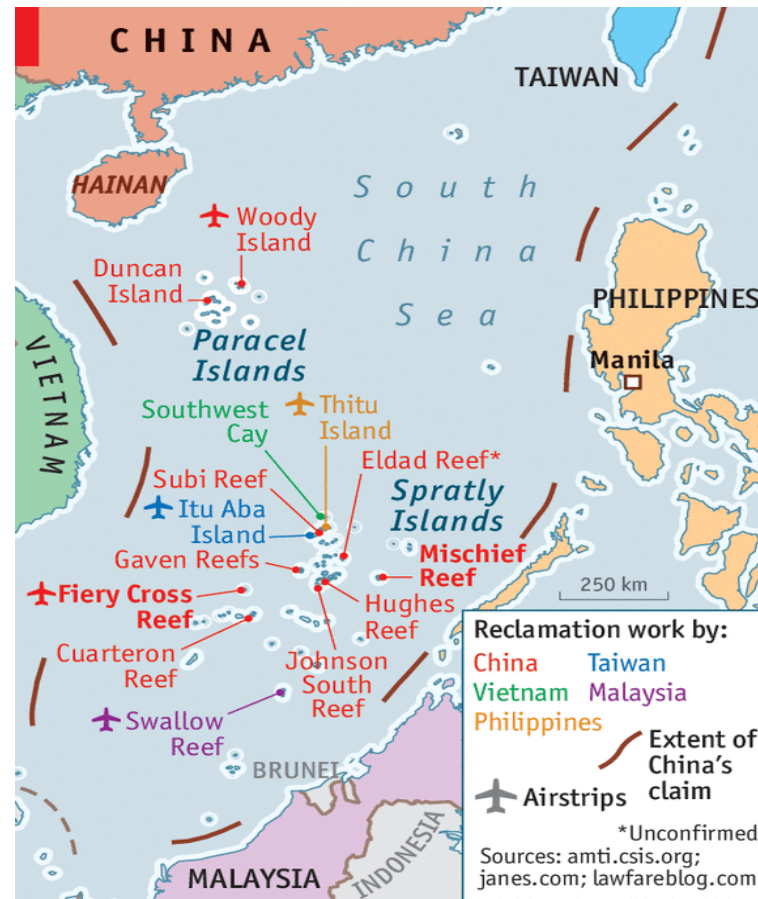 CHINA
TAIWAN
HAINAN
South
China
Sea
Woody
Island
Duncan
Island
PHILIPPINES
Paracel
Islands
Manila
VIETNAM
Southwest
Cay
Thitu
Island
Eldad Reef*
Subi Reef
Spratly
Islands
Itu Aba
Island
Gaven Reefs
Mischief
Reef
Fiery Cross
Reef
Hughes
Reef
250 km
Cuarteron
Reef
Johnson
South
Reef
Swallow
Reef
BRUNEI
MALAYSIA
INDONESIA
Reclamation work by:
China Taiwan
Vietnam Malaysia
Philippines
Extent of
China's
claim
Airstrips
*Unconfirmed
Sources: amti.csis.org;
janes.com; lawfareblog.com